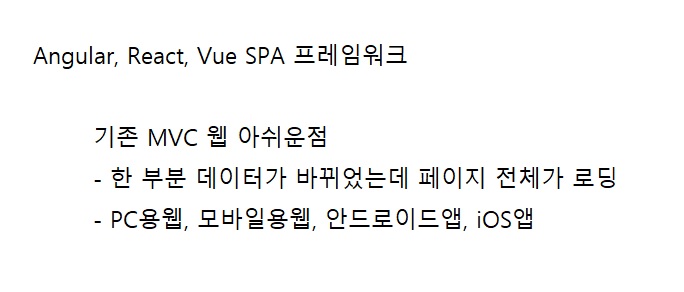 Angular, React, Vue SPA 프레임워크
기존 MVC 웹 아쉬운점
- 한 부분 데이터가 바뀌었는데 페이지 전체가 로딩
- PC용웹, 모바일용웹, 안드로이드앱, iOS앱